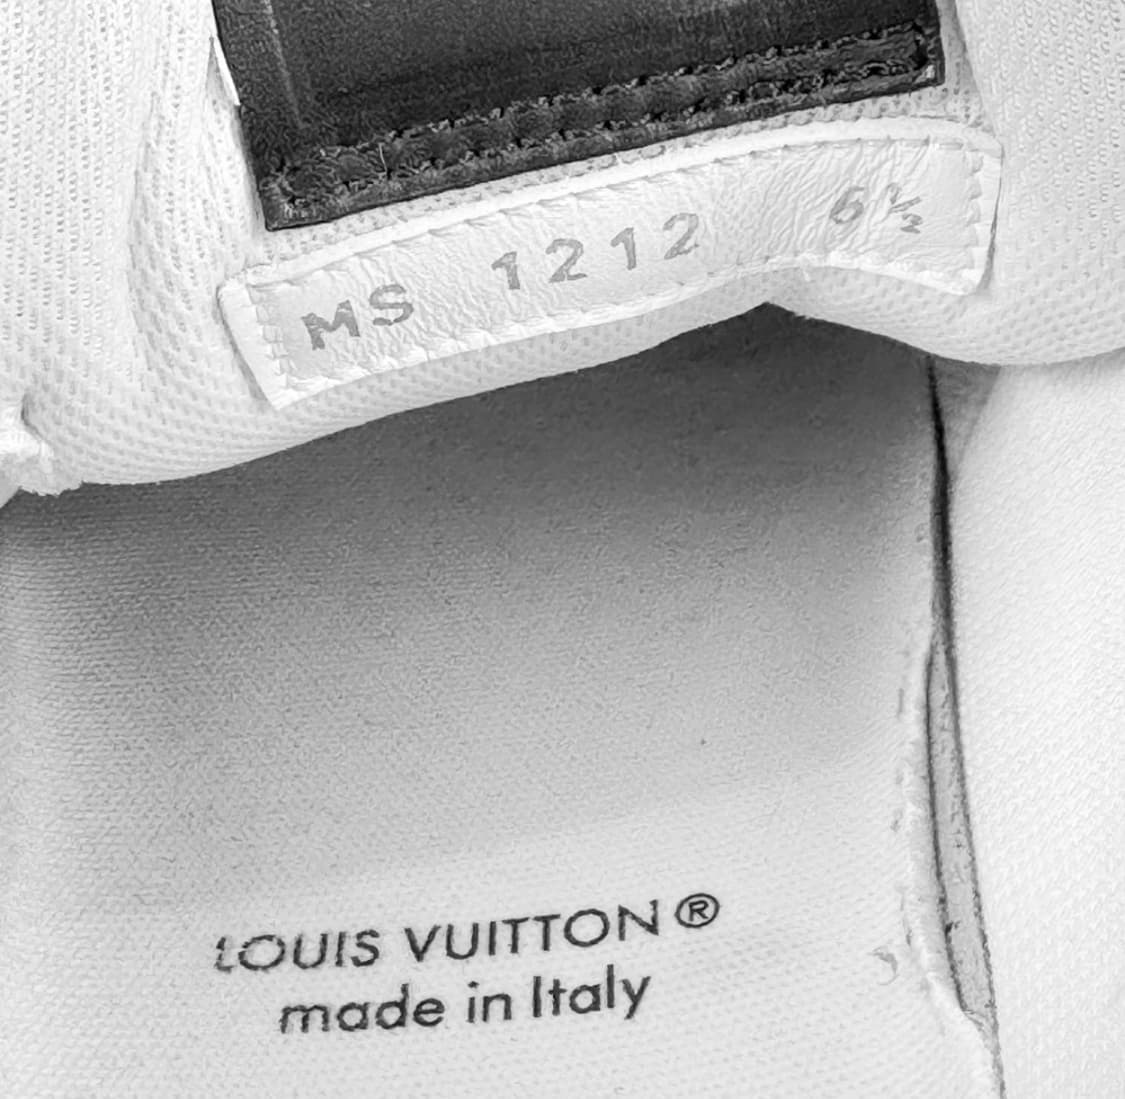 MS 1212 6½
LOUIS VUITTON®
made in Italy